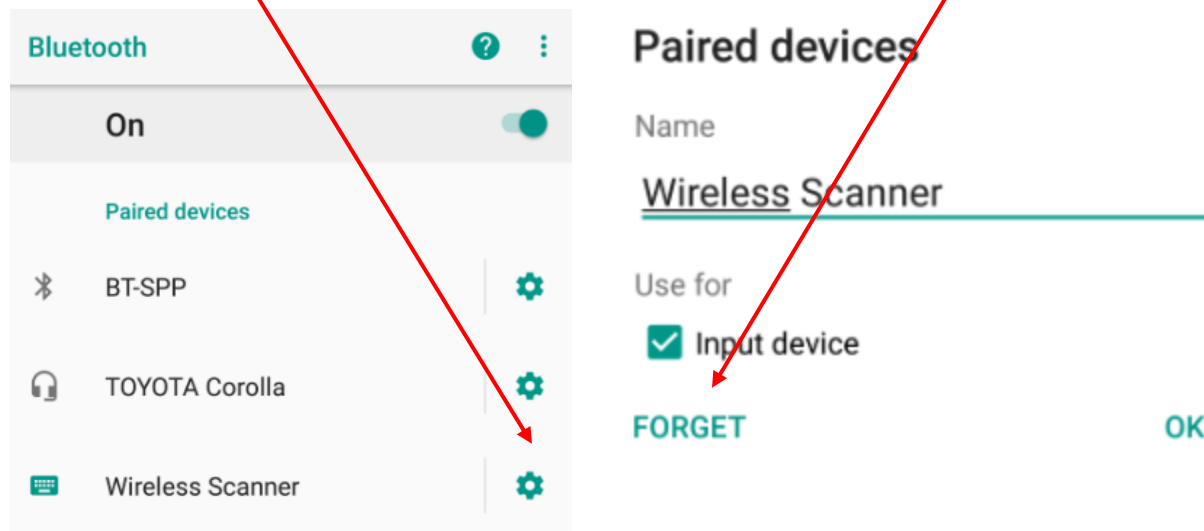 Bluetooth
On
Paired devices
BT-SPP
TOYOTA Corolla
Wireless Scanner
Paired devices
Name
Wireless Scanner
Use for
Input device
FORGET OK